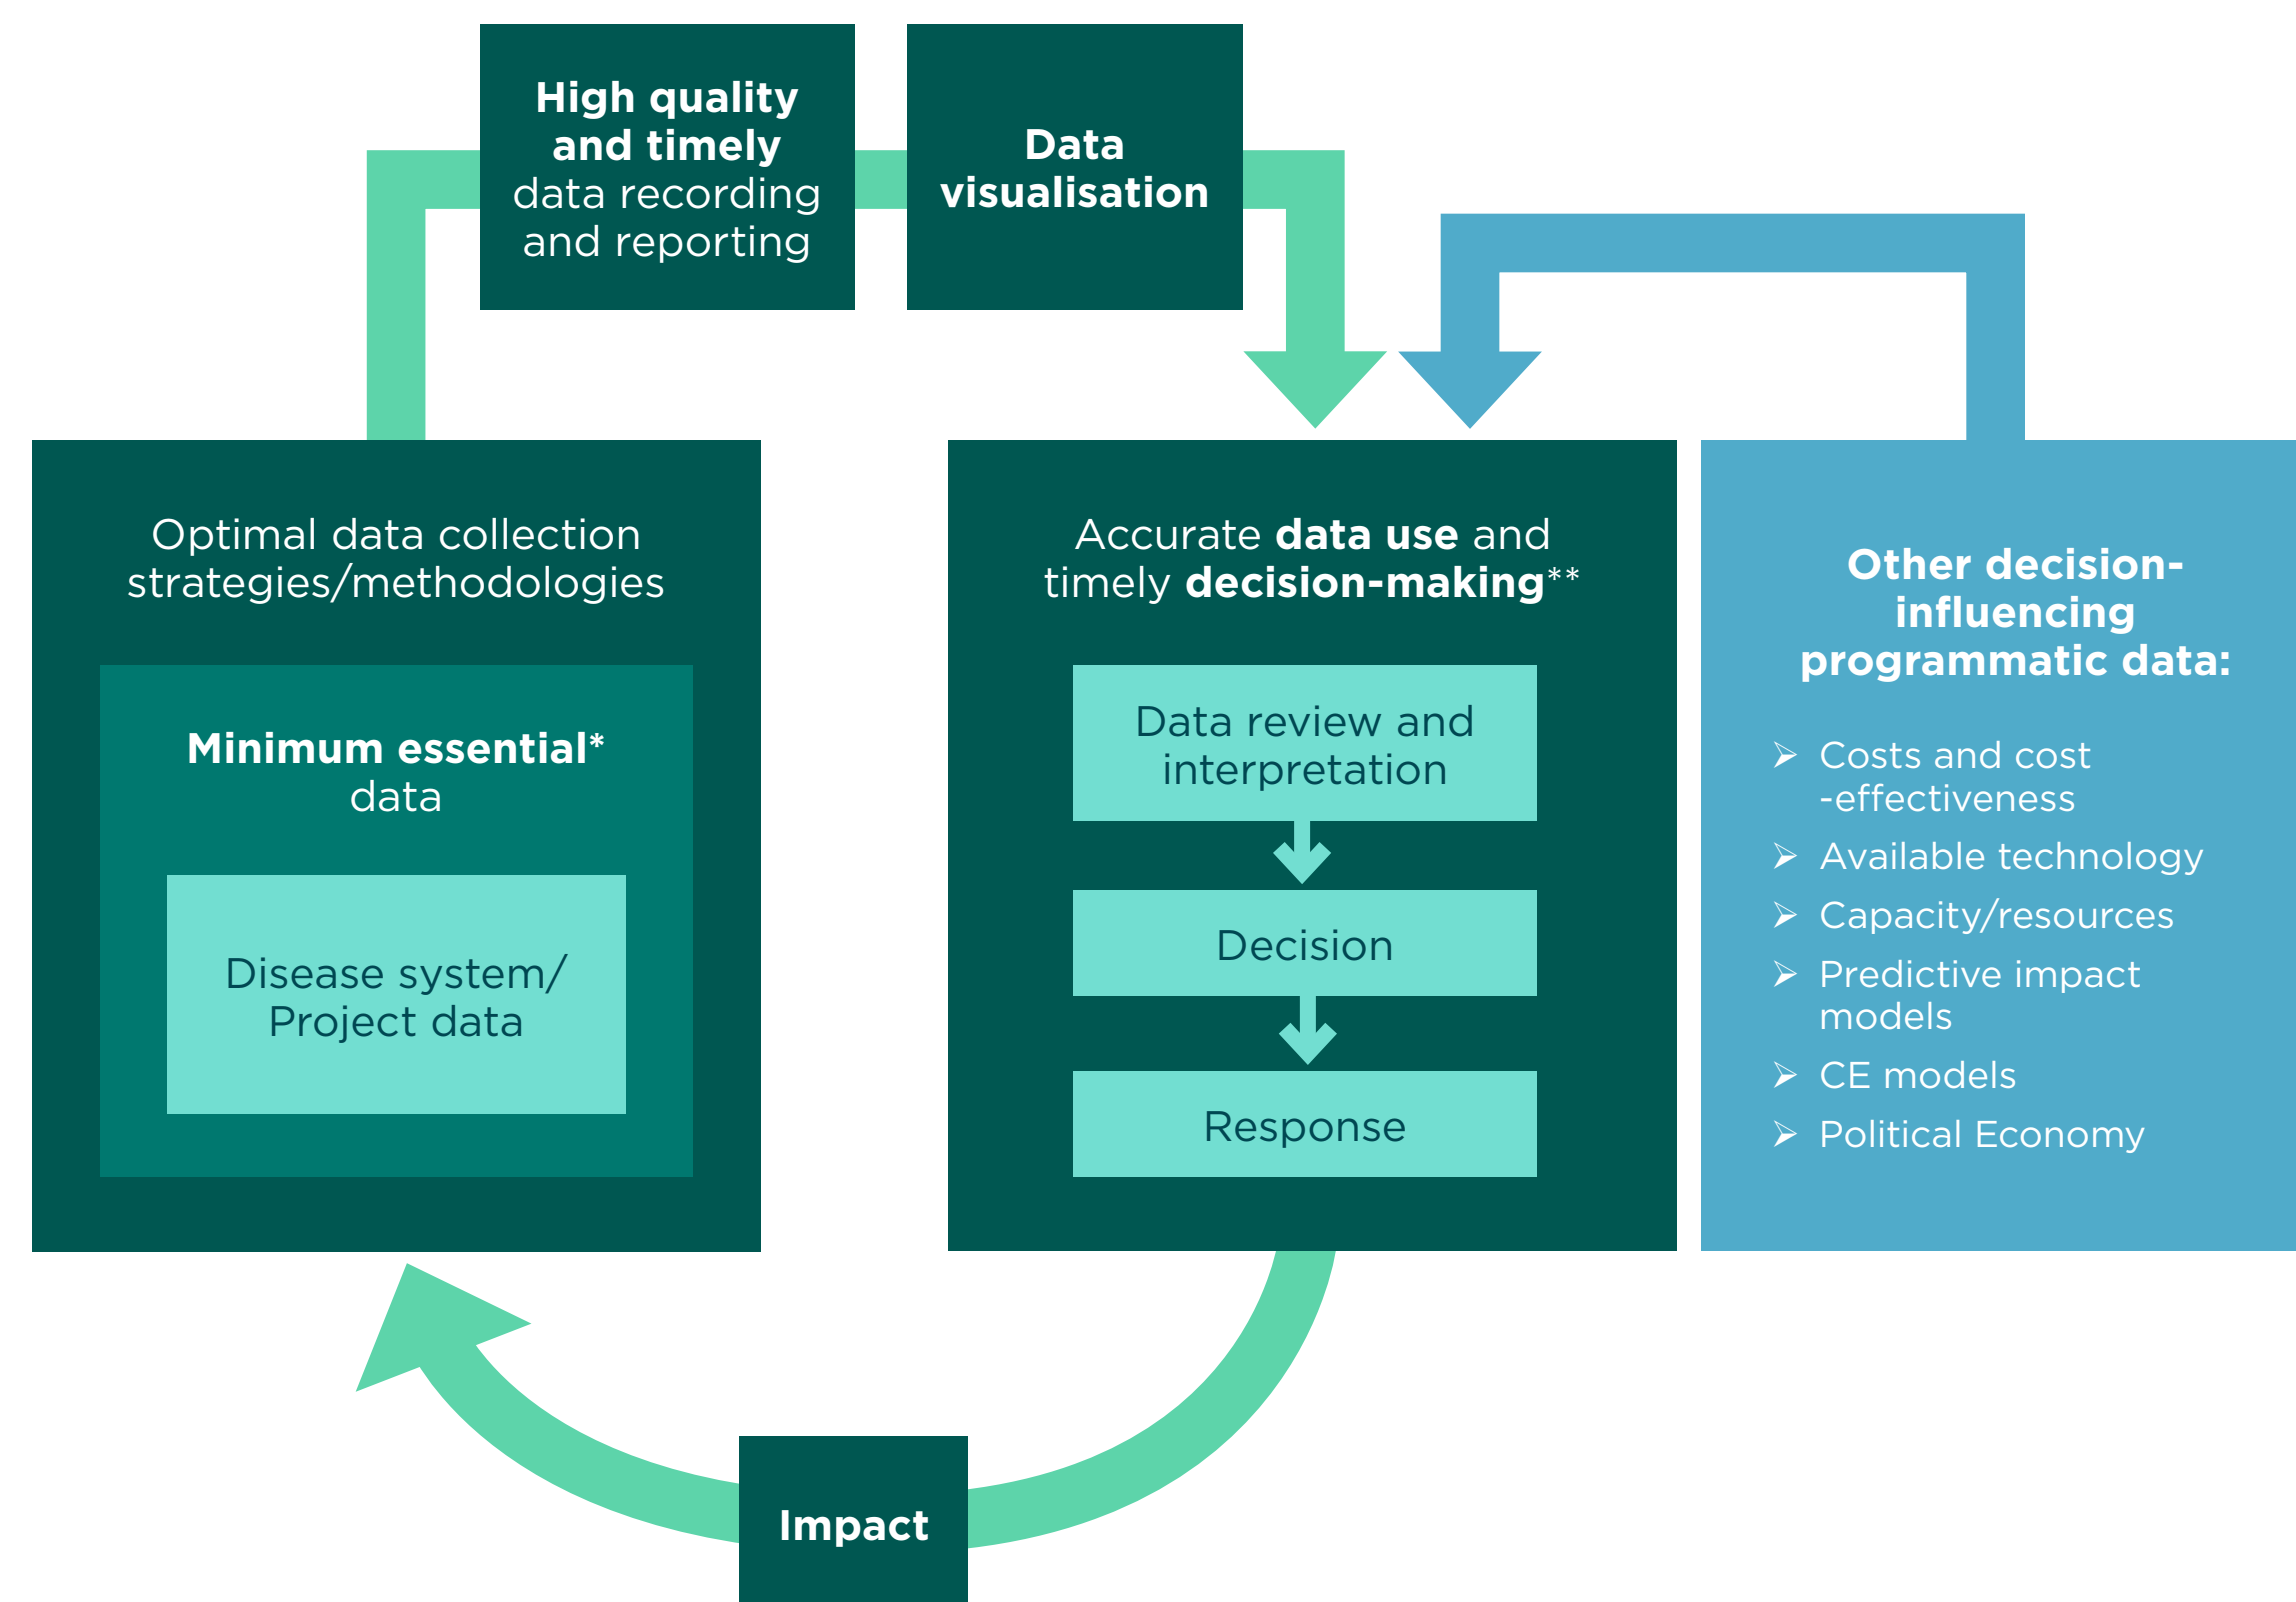 High quality
and timely
data recording
and reporting
Data
visualisation
Optimal data collection
strategies/methodologies
Minimum essential*
data
Disease system/
Project data
Accurate data use and
timely decision-making**
Data review and
interpretation
Decision
Response
Other decision-
influencing
programmatic data:
➢ Costs and cost
-effectiveness
➢ Available technology
➢ Capacity/resources
➢ Predictive impact
models
➢ CE models
➢ Political Economy
Impact